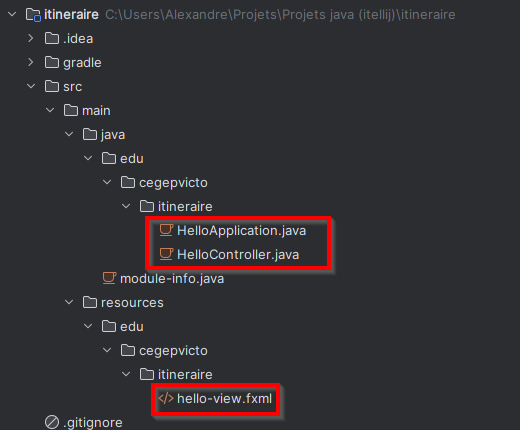 itineraire C:\Users\Alexandre\Projets\Projets java (itellij)\itineraire
.idea
gradle
src
main
java
edu
cegepvicto
itineraire
HelloApplication.java
HelloController.java
module-info.java
resources
edu
cegepvicto
itineraire
hello-view.fxml
.gitignore